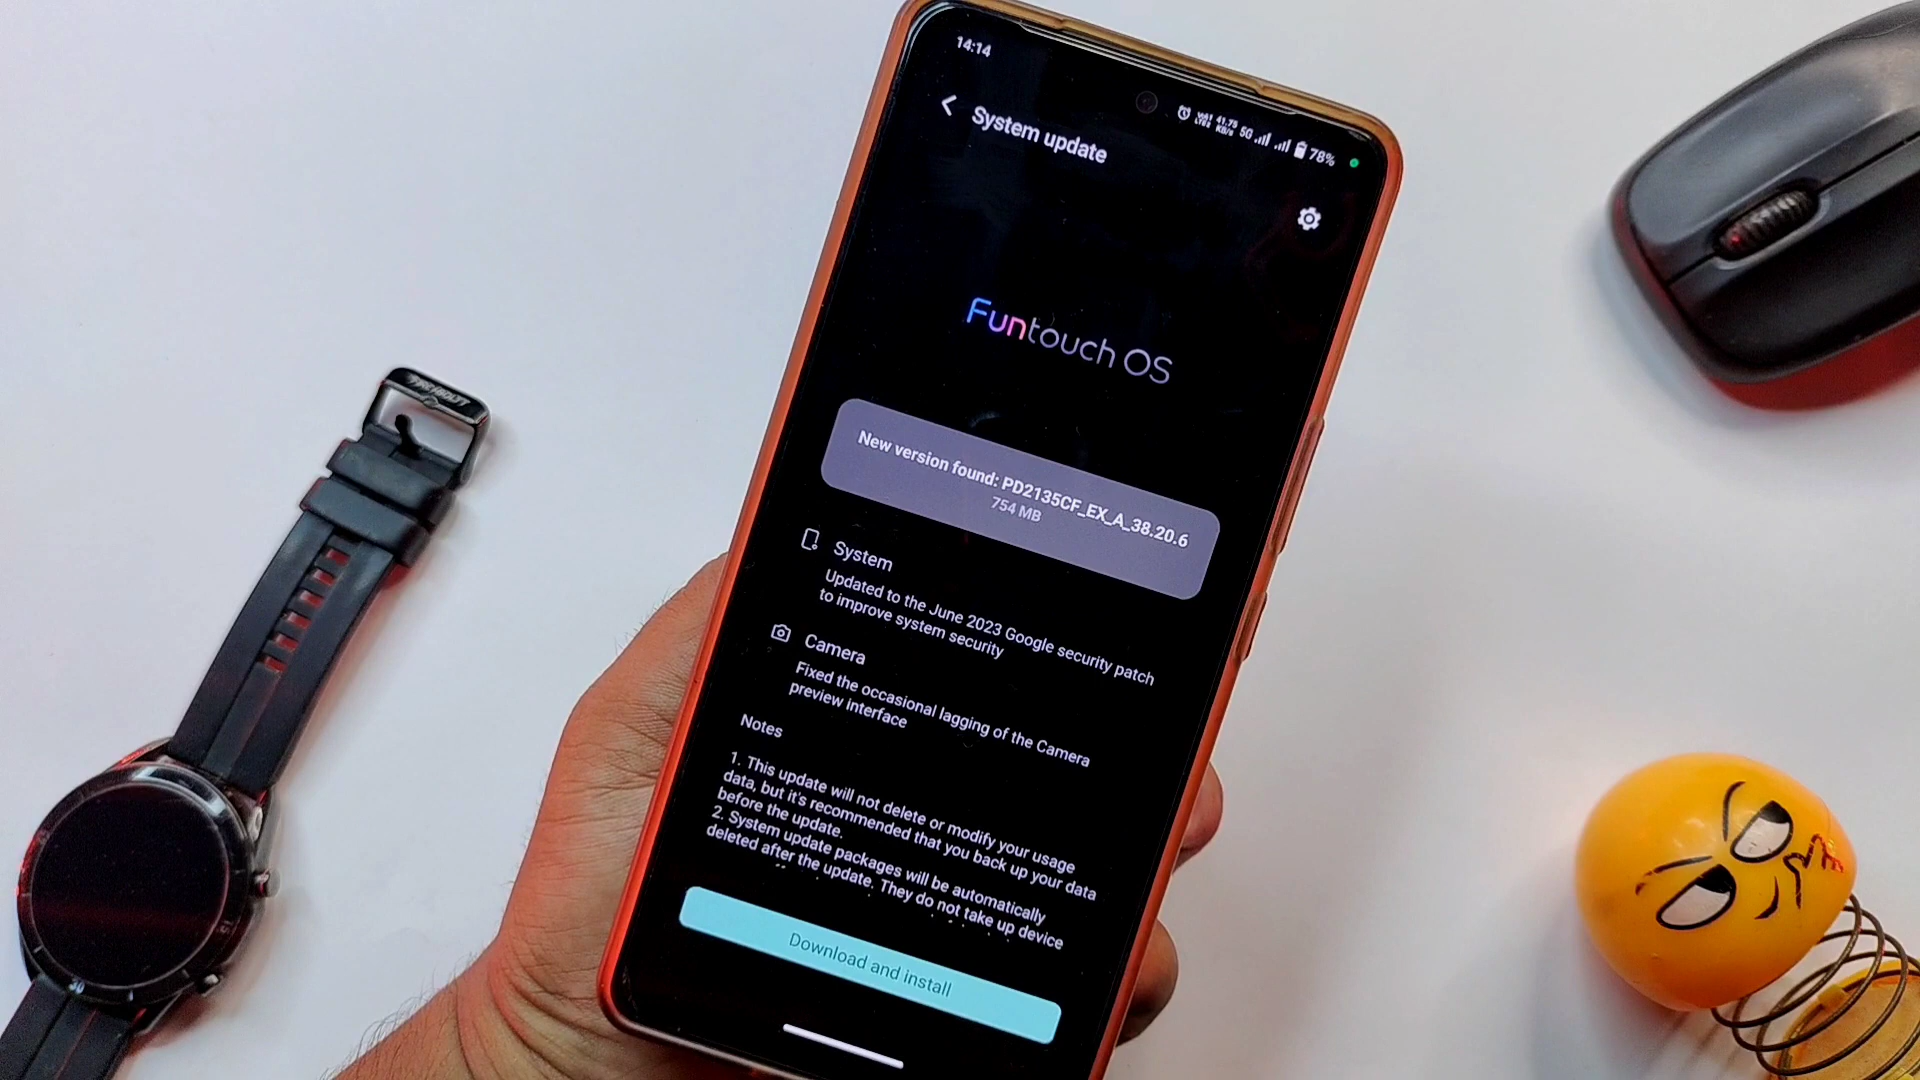 14:14
41.75
KB/s
5G
78%
System update
Funtouch OS
New version found: PD2135CF_EX_A_38.20.6
754 MB
System
Updated to the June 2023 Google security patch
to improve system security
Camera
Fixed the occasional lagging of the Camera
preview interface
Notes
1. This update will not delete or modify your usage
data, but it's recommended that you back up your data
before the update.
2. System update packages will be automatically
deleted after the update. They do not take up device
Download and install